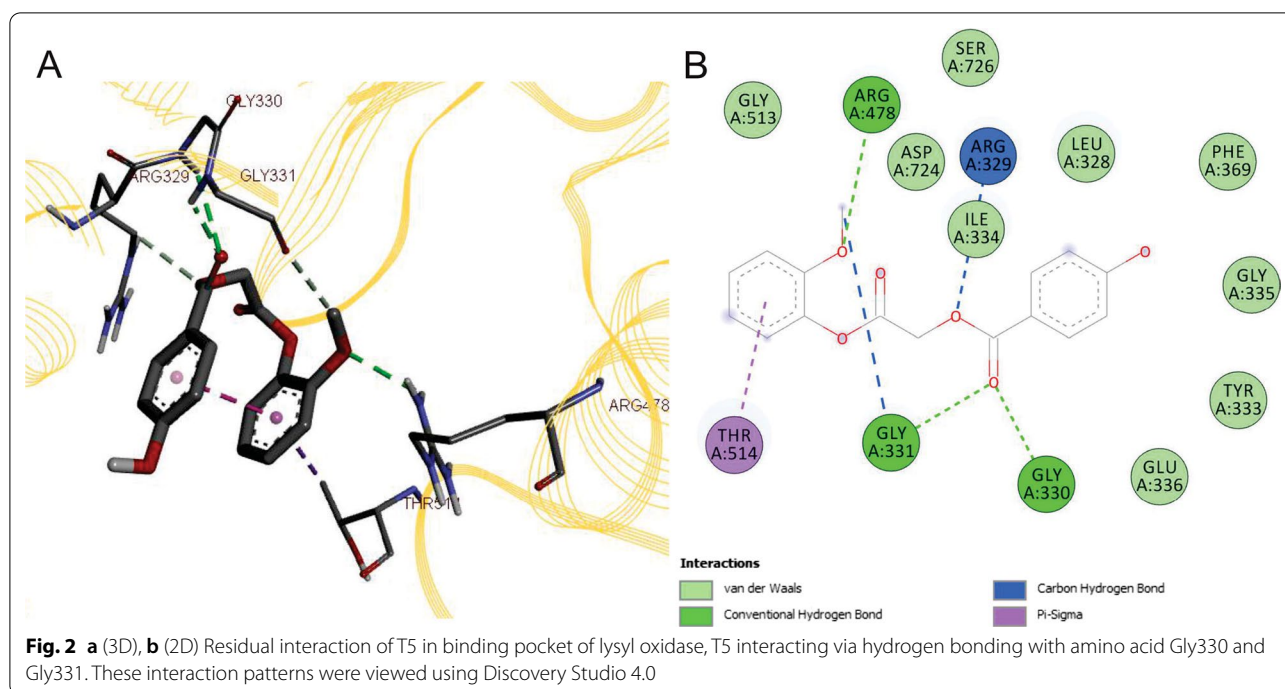 A
GLY330
ARG329
GLY331
ARG478
B
SER
A:726
GLY
A:513
ARG
A:478
ASP
A:724
ARG
A:329
LEU
A:328
PHE
A:369
ILE
A:334
GLY
A:335
O
O
O
O
O
O
THR
A:514
GLY
A:331
GLY
A:330
TYR
A:333
GLU
A:336
Interactions
van der Waals
Conventional Hydrogen Bond
Carbon Hydrogen Bond
Pi-Sigma
Fig. 2 a (3D), b (2D) Residual interaction of T5 in binding pocket of lysyl oxidase, T5 interacting via hydrogen bonding with amino acid Gly330 and
Gly331. These interaction patterns were viewed using Discovery Studio 4.0